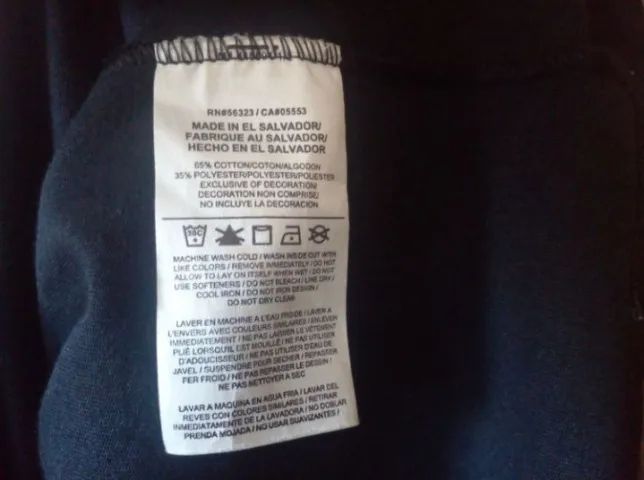 RN#56323 / CA#05553
MADE IN EL SALVADOR/
FABRIQUE AU SALVADOR/
HECHO EN EL SALVADOR
65% COTTON/COTON/ALGODON
35% POLYESTER/POLYESTER/POLIESTER
EXCLUSIVE OF DECORATION/
DECORATION NON COMPRISE/
NO INCLUYE LA DECORACION
30C
MACHINE WASH COLD / WASH INSIDE OUT WITH
LIKE COLORS / REMOVE IMMEDIATELY / DO NOT
ALLOW TO LAY ON ITSELF WHEN WET / DO NOT
USE SOFTENERS / DO NOT BLEACH / LINE DRY /
COOL IRON / DO NOT IRON DESIGN /
DO NOT DRY CLEAN
LAVER EN MACHINE A L'EAU FROIDE / LAVER A
L'ENVERS AVEC COULEURS SIMILAIRES / ENLEVER
IMMEDIATEMENT / NE PAS LAISSER LE VÊTEMENT
PLIÉ LORSQU'IL EST MOUILLÉ / NE PAS UTILISER
D'ADOUCISSEUR / NE PAS UTILISER D'EAU DE
JAVEL / SUSPENDRE POUR SECHER / REPASSER
FER FROID / NE PAS REPASSER LE DESSIN /
NE PAS NETTOYER A SEC
LAVAR A MAQUINA EN AGUA FRIA / LAVAR DEL
REVES CON COLORES SIMILARES / RETIRAR
INMEDIATAMENTE DE LA LAVADORA / NO DOBLAR
PRENDA MOJADA / NO USAR SUAVIZANTES /